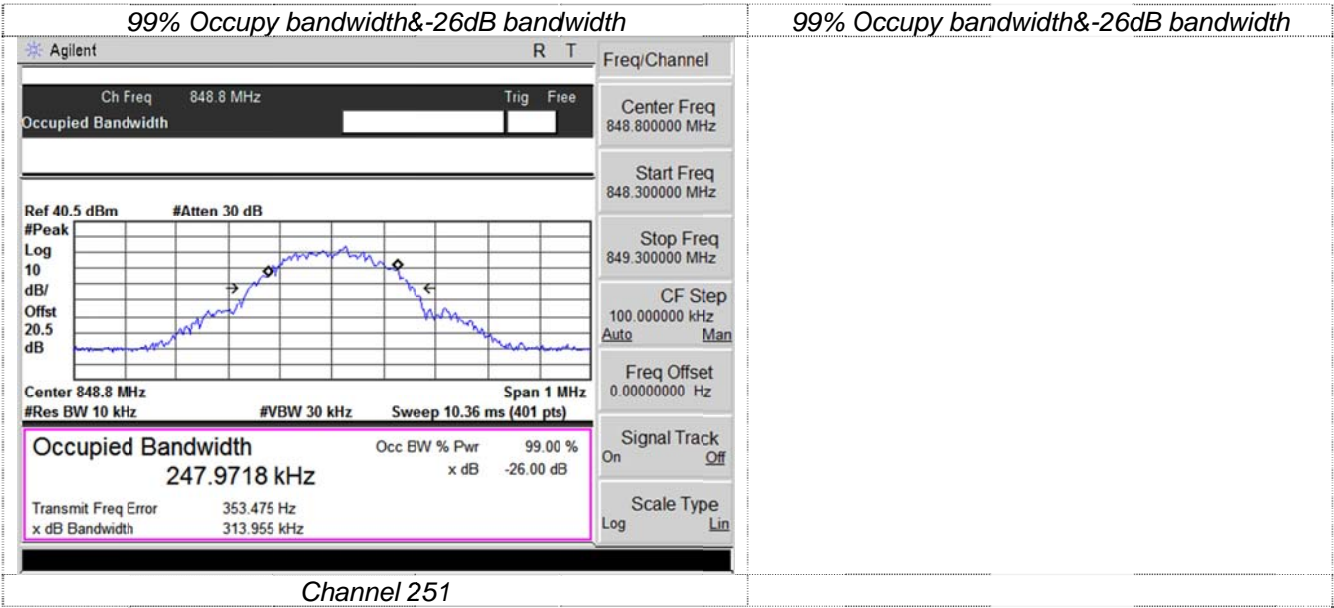 99% Occupy bandwidth&-26dB bandwidth
99% Occupy bandwidth&-26dB bandwidth
Agilent R T
Freq/Channel
Ch Freq 848.8 MHz Trig Free
Occupied Bandwidth
Center Freq
848.800000 MHz
Start Freq
848.300000 MHz
Stop Freq
849.300000 MHz
CF Step
100.000000 kHz
Auto Man
Freq Offset
0.00000000 Hz
Signal Track
On Off
Scale Type
Log Lin
Ref 40.5 dBm #Atten 30 dB
#Peak
Log
10
dB/
Offst
20.5
dB
Center 848.8 MHz Span 1 MHz
#Res BW 10 kHz #VBW 30 kHz Sweep 10.36 ms (401 pts)
Occupied Bandwidth Occ BW % Pwr 99.00 %
247.9718 kHz x dB -26.00 dB
Transmit Freq Error 353.475 Hz
x dB Bandwidth 313.955 kHz
Channel 251